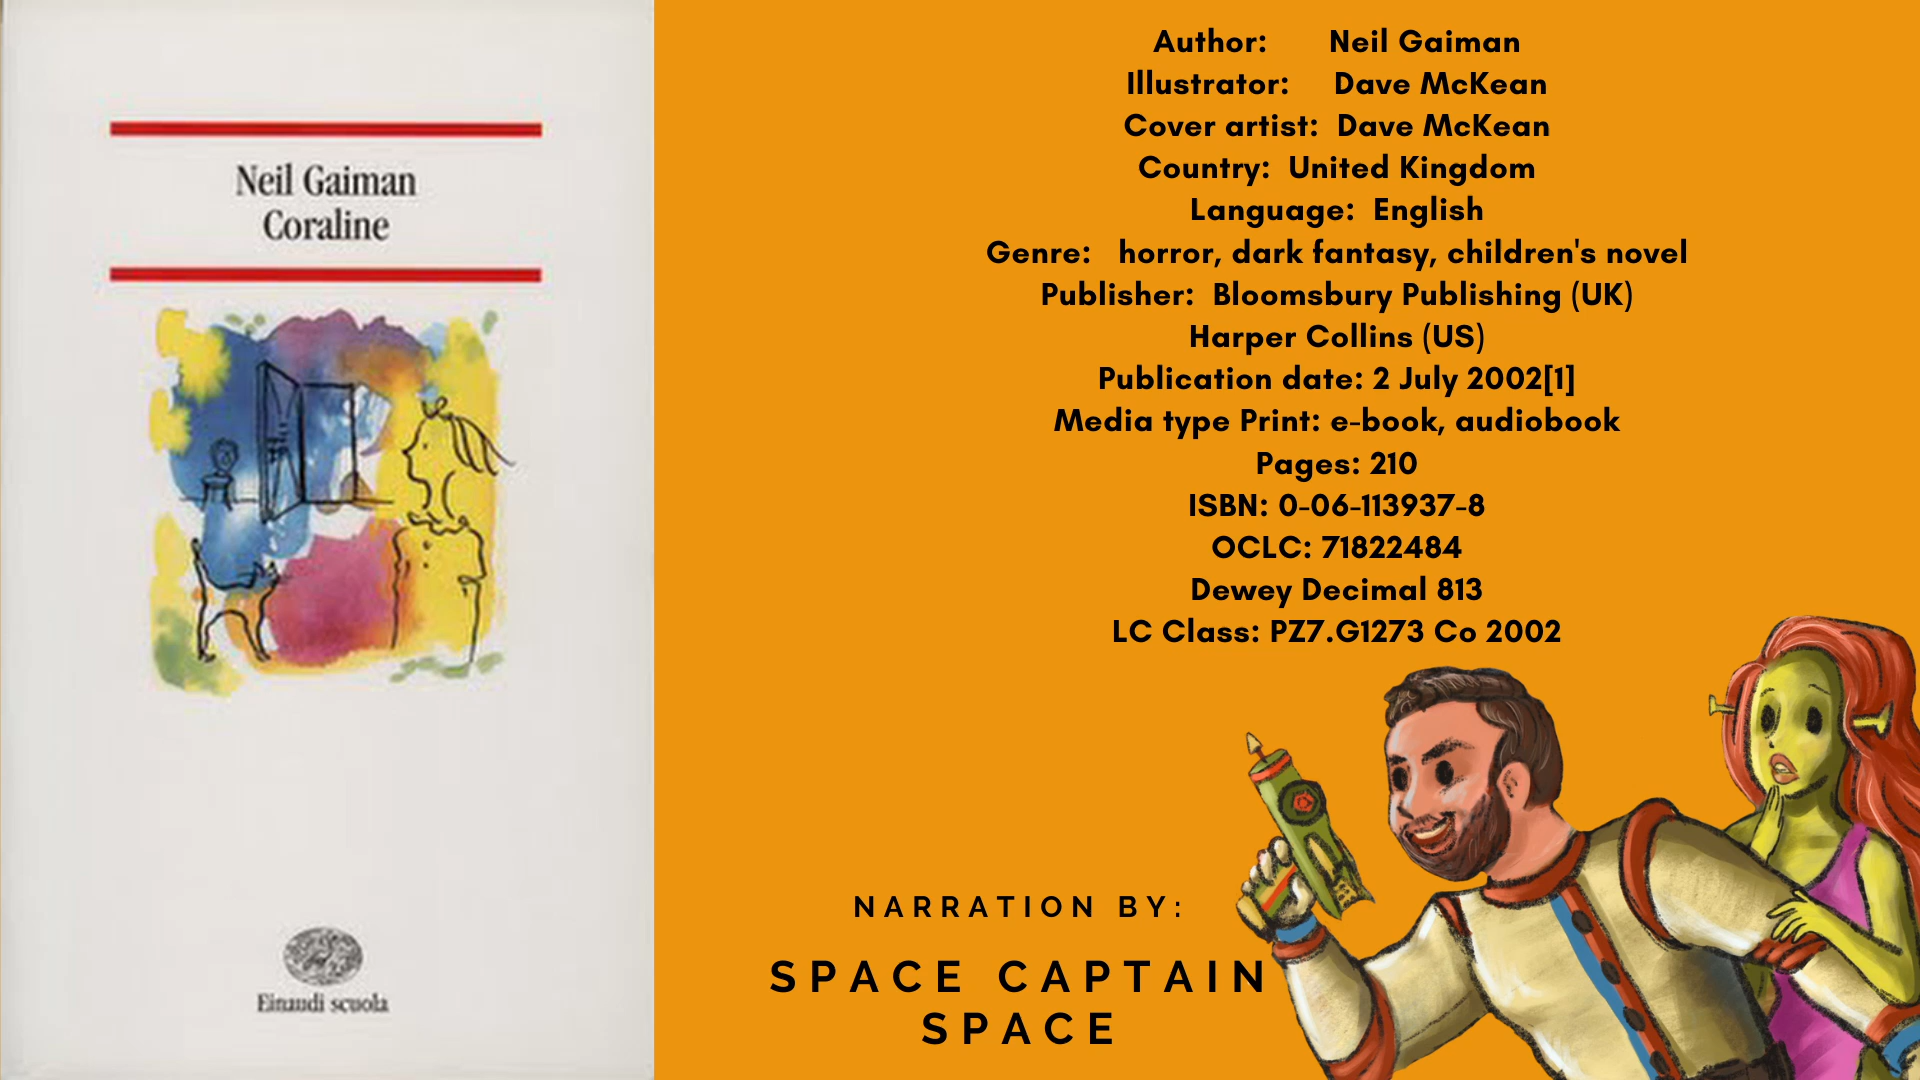 Neil Gaiman
Coraline
Einaudi scuola
Author: Neil Gaiman
Illustrator: Dave McKean
Cover artist: Dave McKean
Country: United Kingdom
Language: English
Genre: horror, dark fantasy, children's novel
Publisher: Bloomsbury Publishing (UK)
Harper Collins (US)
Publication date: 2 July 2002[1]
Media type Print: e-book, audiobook
Pages: 210
ISBN: 0-06-113937-8
OCLC: 71822484
Dewey Decimal 813
LC Class: PZ7.G1273 Co 2002
NARRATION BY:
SPACE CAPTAIN
SPACE